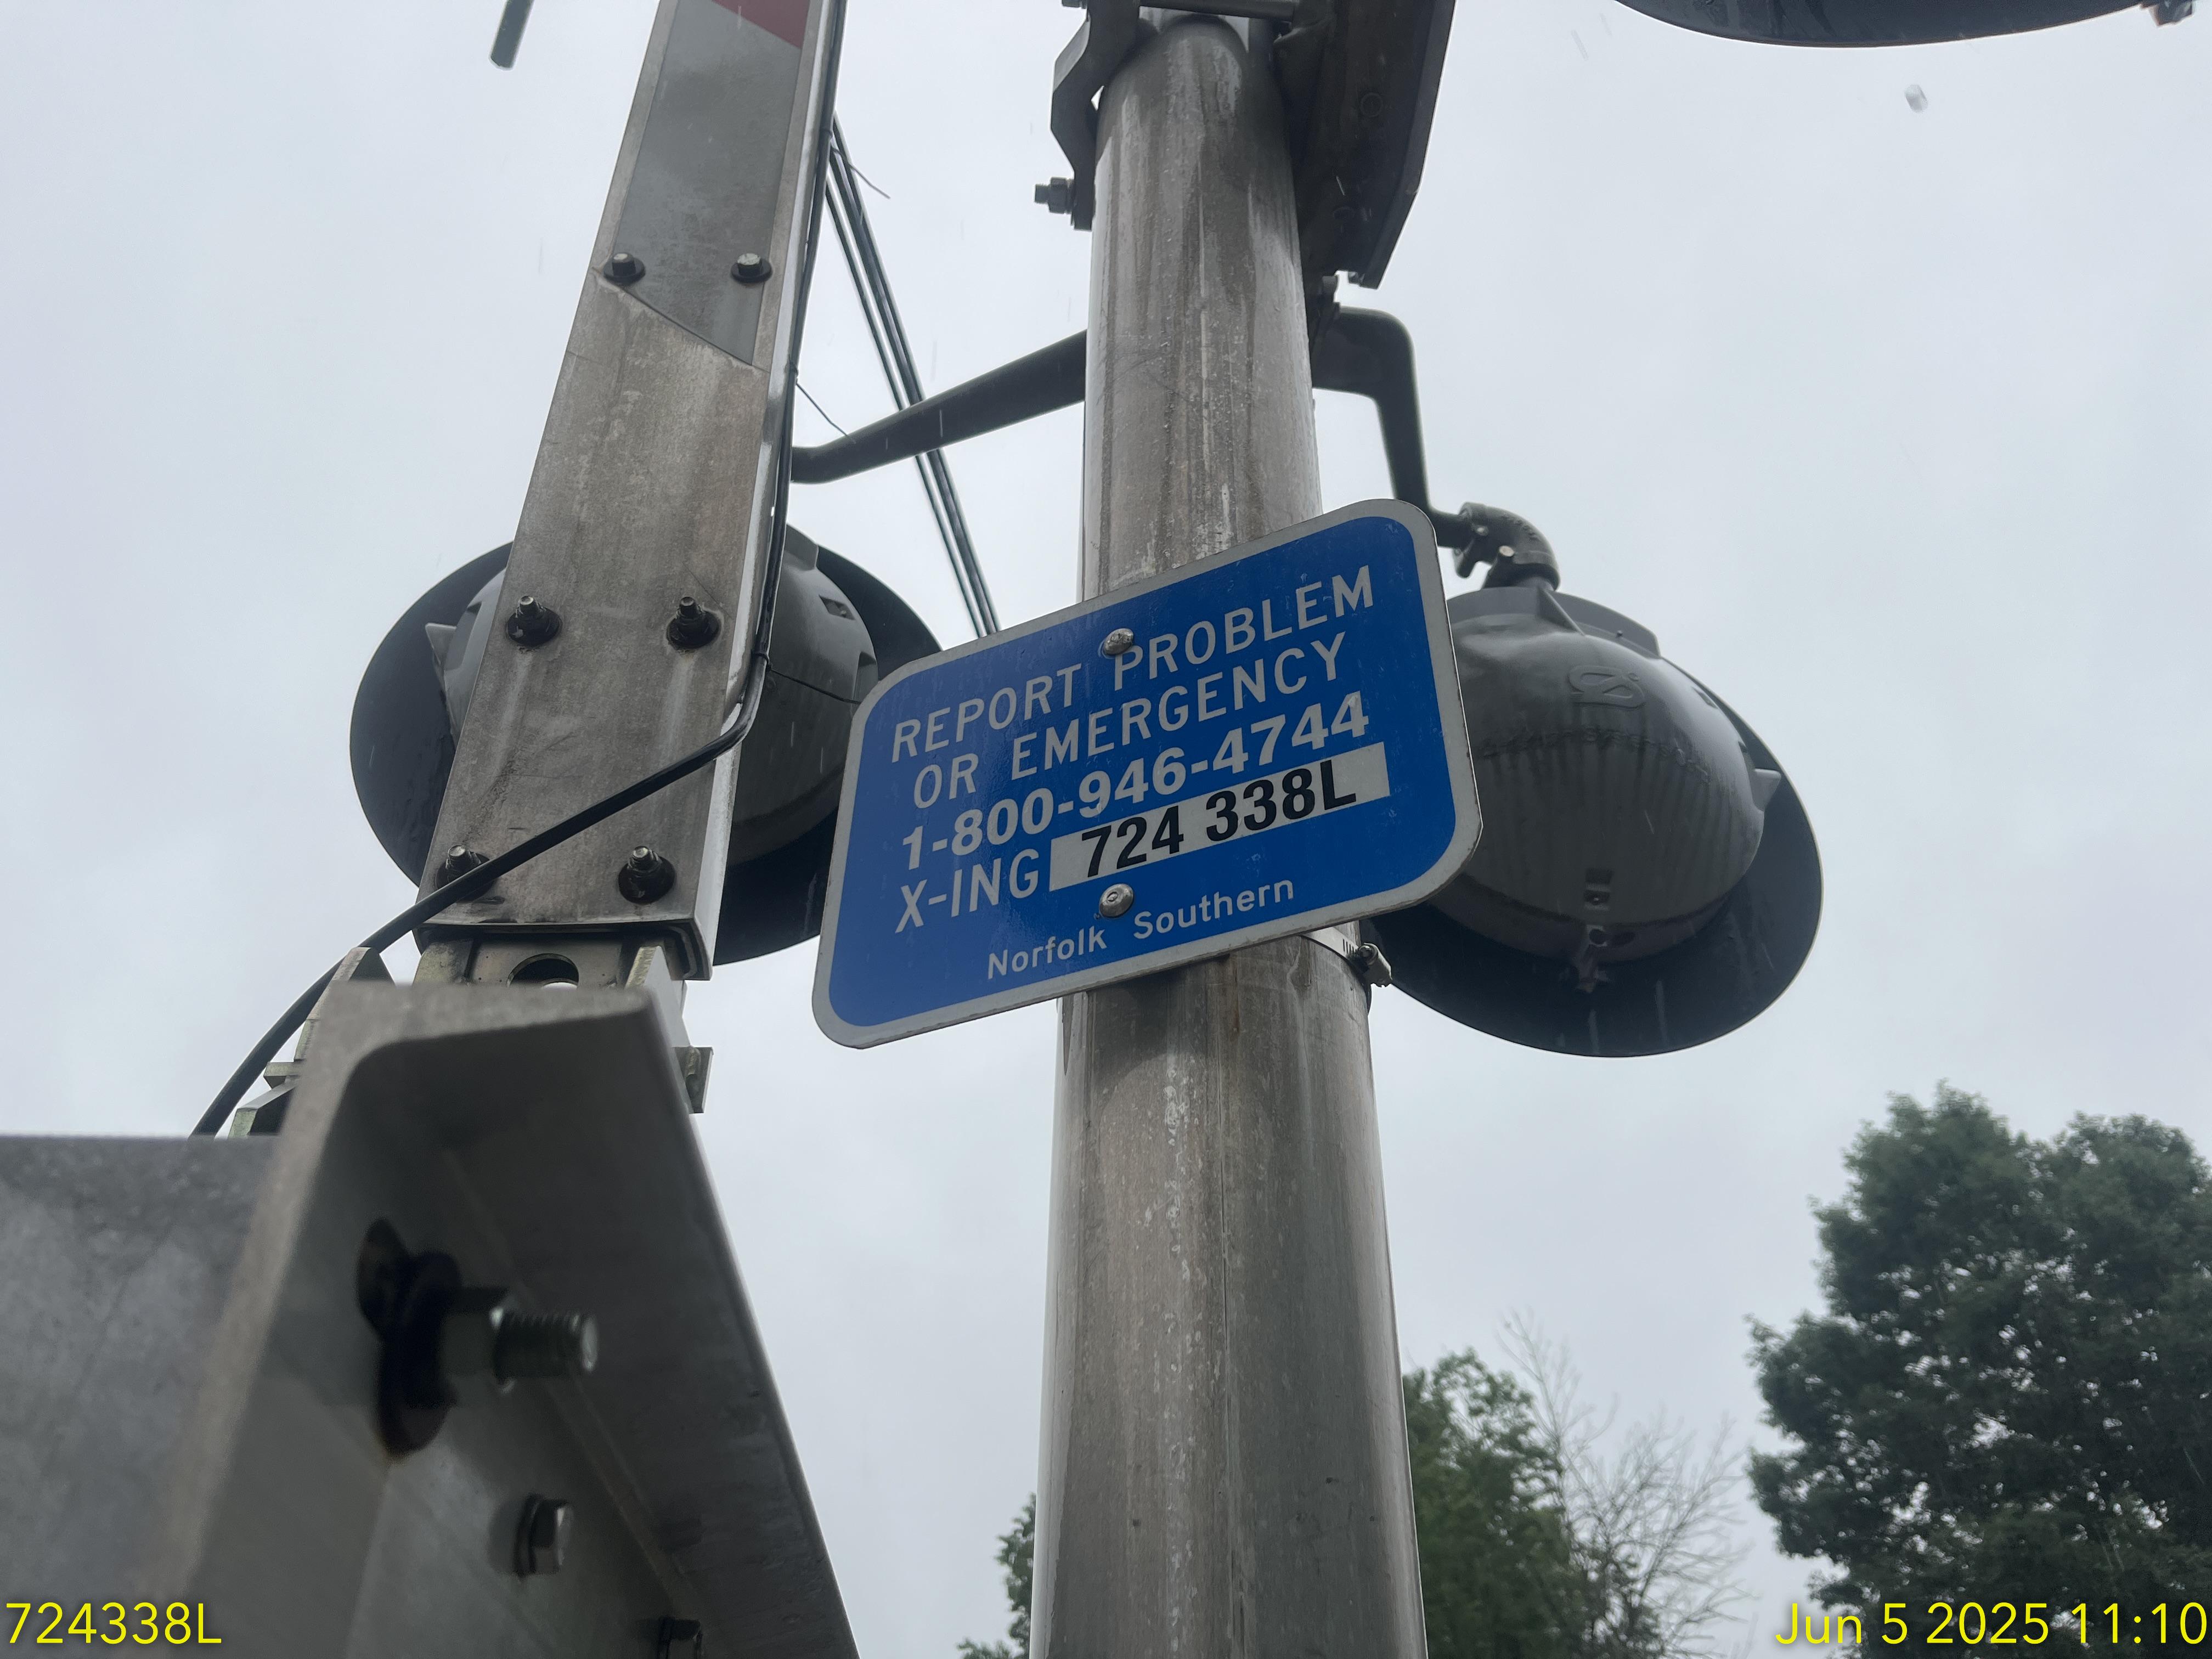 REPORT PROBLEM
OR EMERGENCY
1-800-946-4744
X-ING 724 338L
Norfolk Southern
724338L
Jun 5 2025 11:10